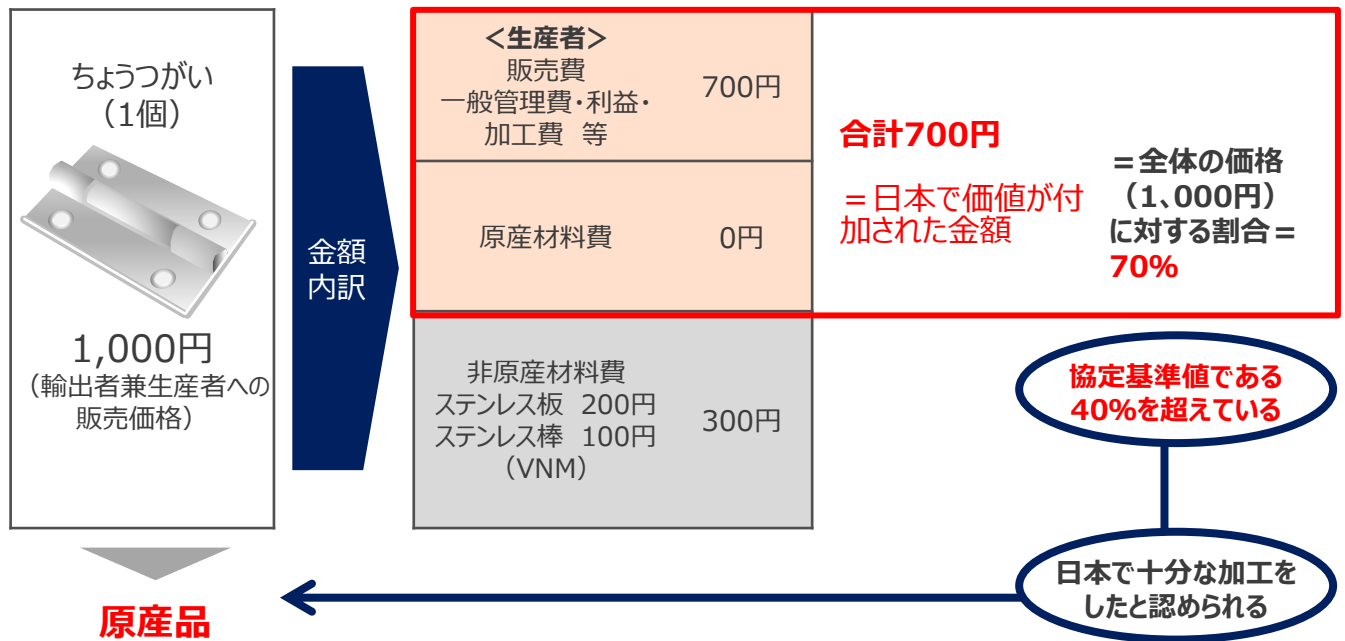 ちょうつがい
（1個）
1,000円
（輸出者兼生産者への
販売価格）
原産品
金額
内訳
＜生産者＞
販売費
一般管理費・利益・
加工費 等
700円
原産材料費
0円
非原産材料費
ステンレス板 200円
ステンレス棒 100円
（VNM）
300円
合計700円
＝日本で価値が付
加された金額
＝全体の価格
（1、000円）
に対する割合＝
70%
協定基準値である
40%を超えている
日本で十分な加工を
したと認められる